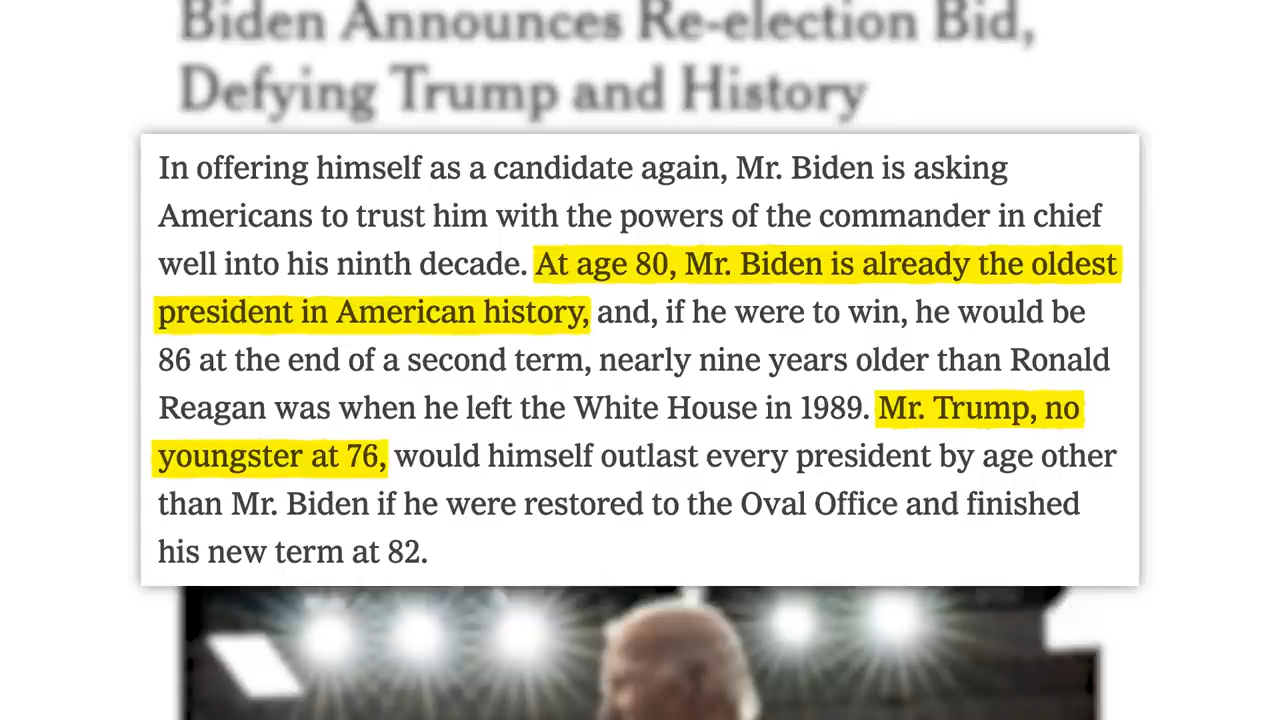 Biden Announces Re-election Bid,
Defying Trump and History
In offering himself as a candidate again, Mr. Biden is asking
Americans to trust him with the powers of the commander in chief
well into his ninth decade. At age 80, Mr. Biden is already the oldest
president in American history, and, if he were to win, he would be
86 at the end of a second term, nearly nine years older than Ronald
Reagan was when he left the White House in 1989. Mr. Trump, no
youngster at 76, would himself outlast every president by age other
than Mr. Biden if he were restored to the Oval Office and finished
his new term at 82.